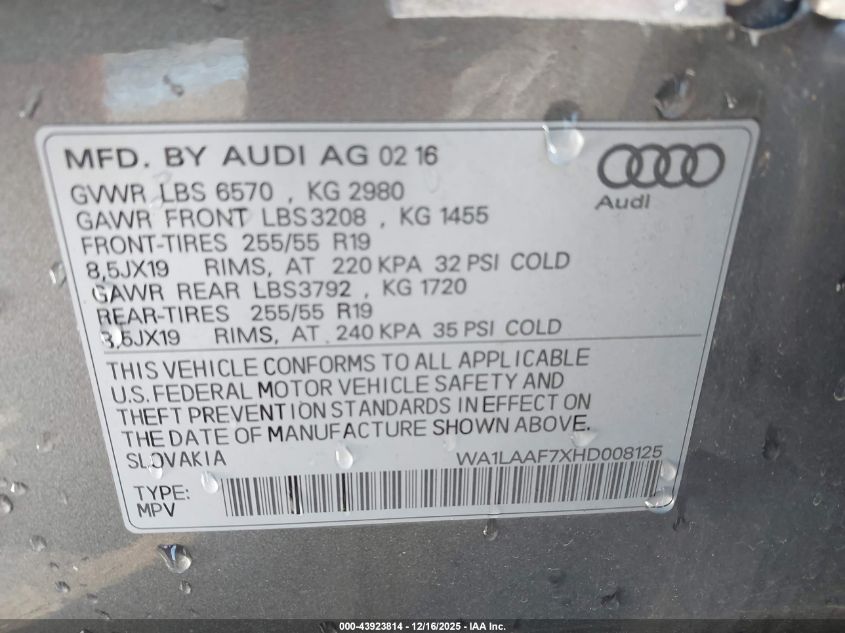 MFD. BY AUDI AG 02 16
Audi
GVWR LBS 6570 , KG 2980
GAWR FRONT LBS3208 , KG 1455
FRONT-TIRES 255/55 R19
8,5JX19 RIMS, AT 220 KPA 32 PSI COLD
GAWR REAR LBS3792 , KG 1720
REAR-TIRES 255/55 R19
8,5JX19 RIMS, AT 240 KPA 35 PSI COLD
THIS VEHICLE CONFORMS TO ALL APPLICABLE
U.S. FEDERAL MOTOR VEHICLE SAFETY AND
THEFT PREVENTION STANDARDS IN EFFECT ON
THE DATE OF MANUFACTURE SHOWN ABOVE.
SLOVAKIA WA1LAAF7XHD008125
TYPE:
MPV
000-43923814 - 12/16/2025 - IAA Inc.